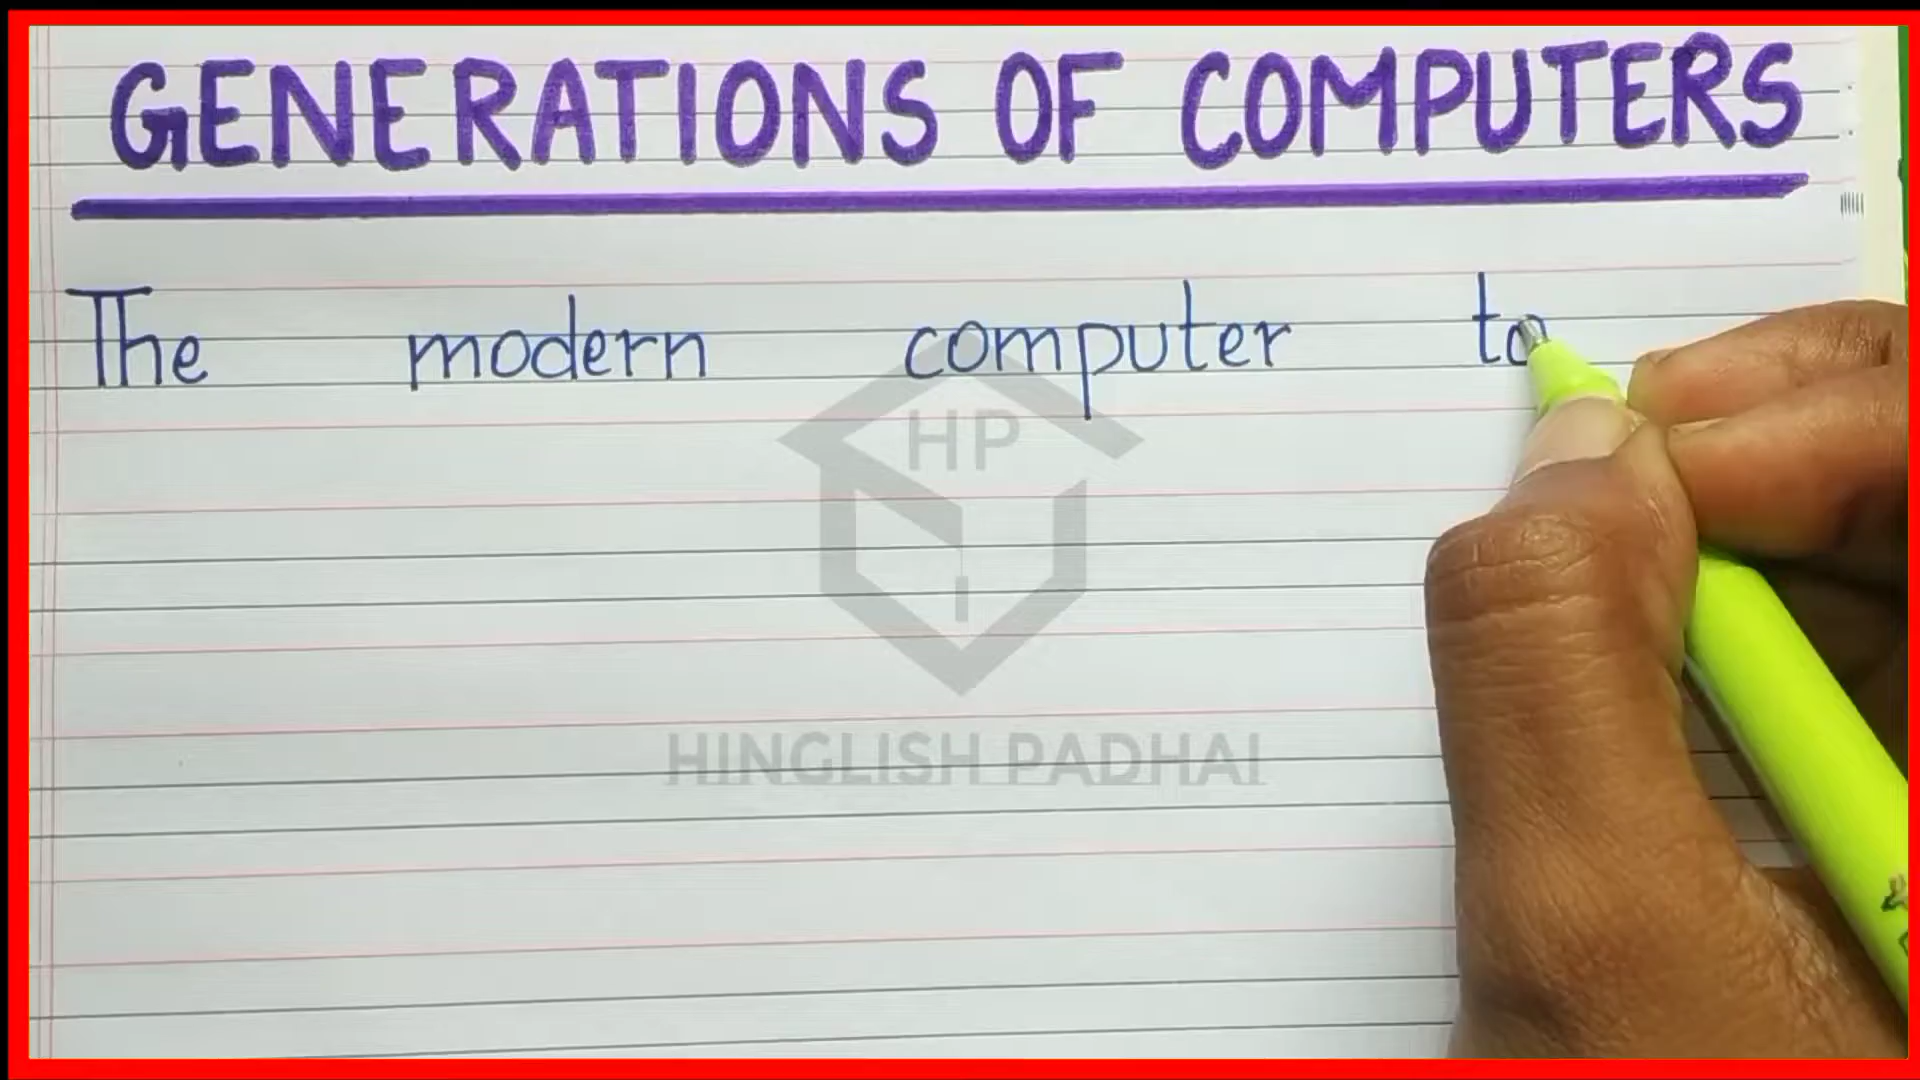 GENERATIONS OF COMPUTERS
The modern computer to
HP
HINGLISH PADHAI